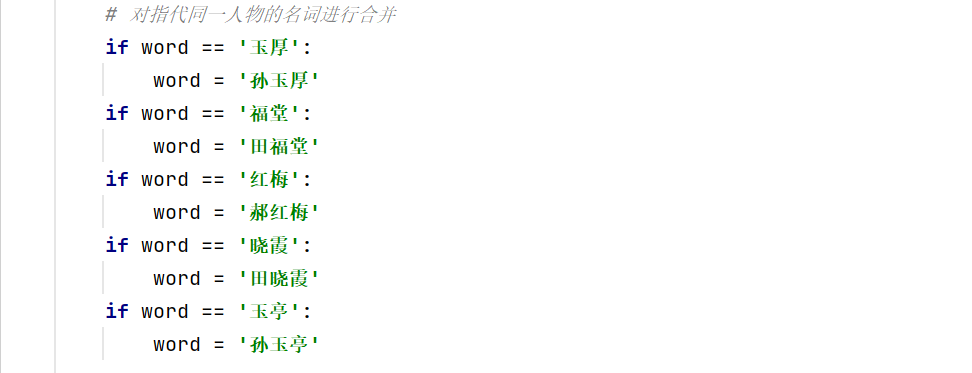 # 对指代同一人物的名词进行合并
if word == '玉厚':
word = '孙玉厚'
if word == '福堂':
word = '田福堂'
if word == '红梅':
word = '郝红梅'
if word == '晓霞':
word = '田晓霞'
if word == '玉亭':
word = '孙玉亭'